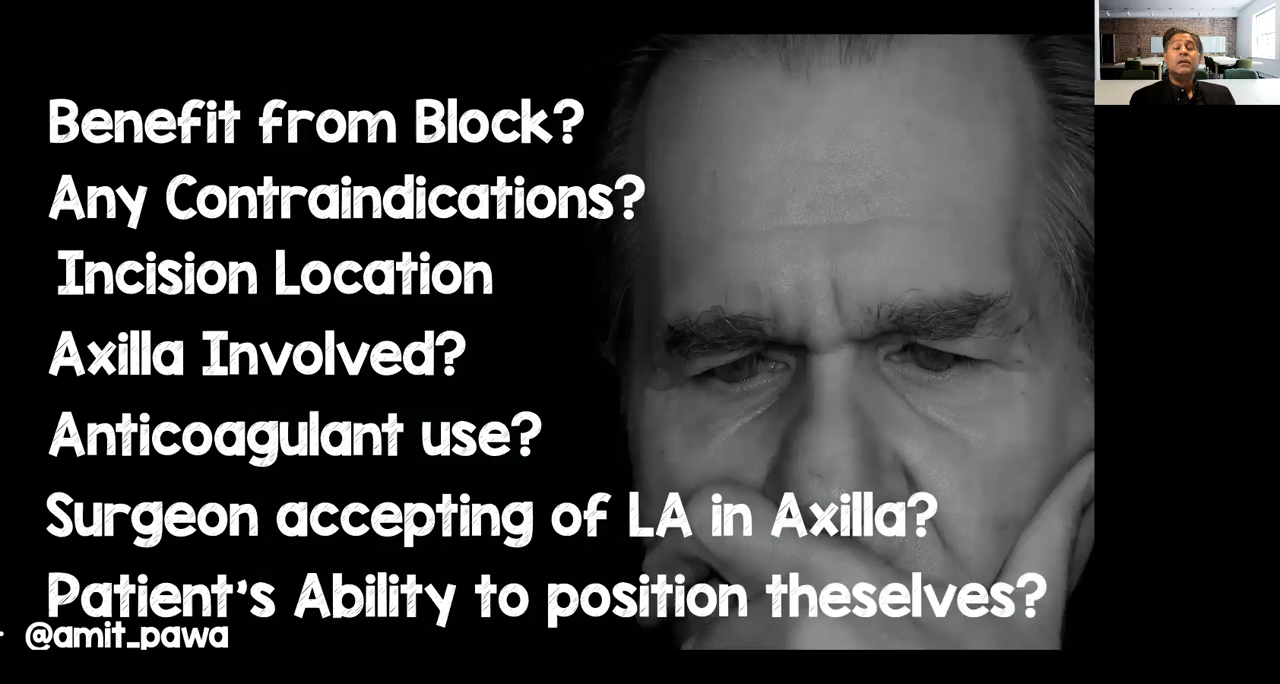 Benefit from Block?
Any Contraindications?
Incision Location
Axilla Involved?
Anticoagulant use?
Surgeon accepting of LA in Axilla?
Patient's Ability to position theselves?
@amit_pawa